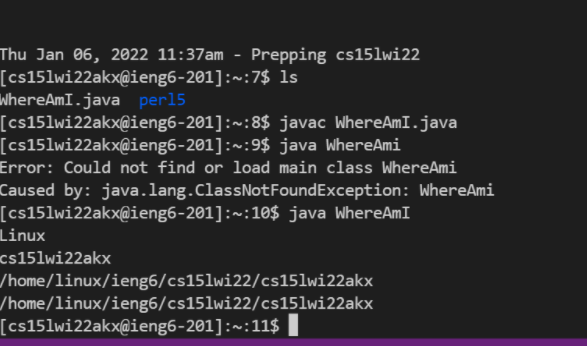 Thu Jan 06, 2022 11:37am - Prepping cs15lwi22
[cs15lwi22akx@ieng6-201]:~:7$ ls
WhereAmI.java  perl5
[cs15lwi22akx@ieng6-201]:~:8$ javac WhereAmI.java
[cs15lwi22akx@ieng6-201]:~:9$ java WhereAmi
Error: Could not find or load main class WhereAmi
Caused by: java.lang.ClassNotFoundException: WhereAmi
[cs15lwi22akx@ieng6-201]:~:10$ java WhereAmI
Linux
cs15lwi22akx
/home/linux/ieng6/cs15lwi22/cs15lwi22akx
/home/linux/ieng6/cs15lwi22/cs15lwi22akx
[cs15lwi22akx@ieng6-201]:~:11$